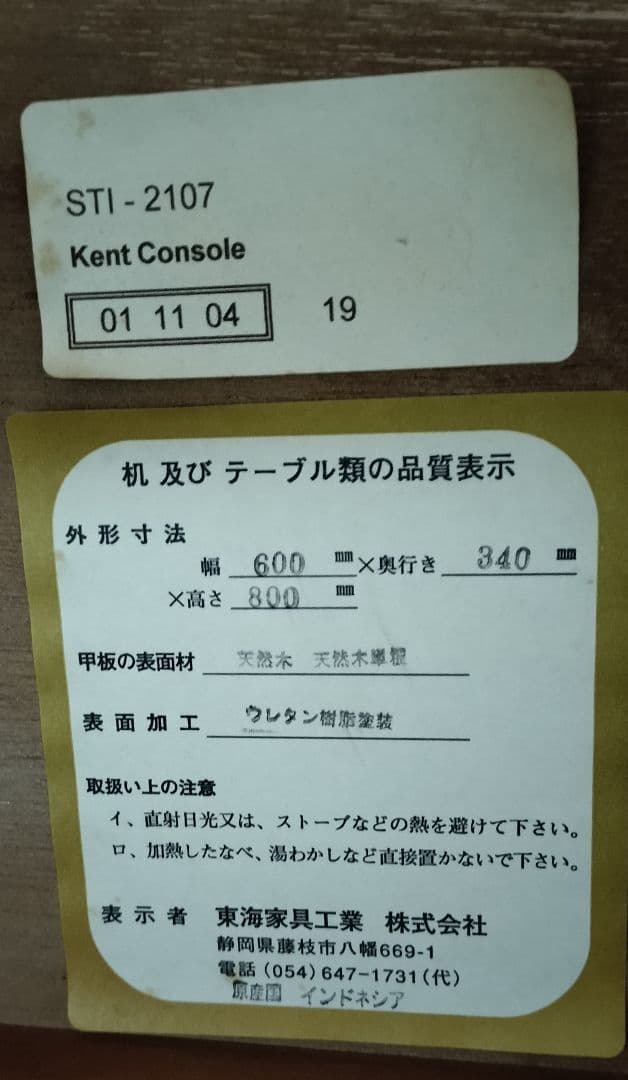 STI - 2107
Kent Console
01 11 04 19
机 及び テーブル類の品質表示
外形寸法
幅 600 mm ×奥行き 340 mm
×高さ 800 mm
甲板の表面材 天然木 天然木単板
表面加工 ウレタン樹脂塗装
取扱い上の注意
イ、直射日光又は、ストーブなどの熱を避けて下さい。
ロ、加熱したなべ、湯わかしなど直接置かないで下さい。
表示者 東海家具工業 株式会社
静岡県藤枝市八幡669-1
電話(054)647-1731(代)
原産国 インドネシア